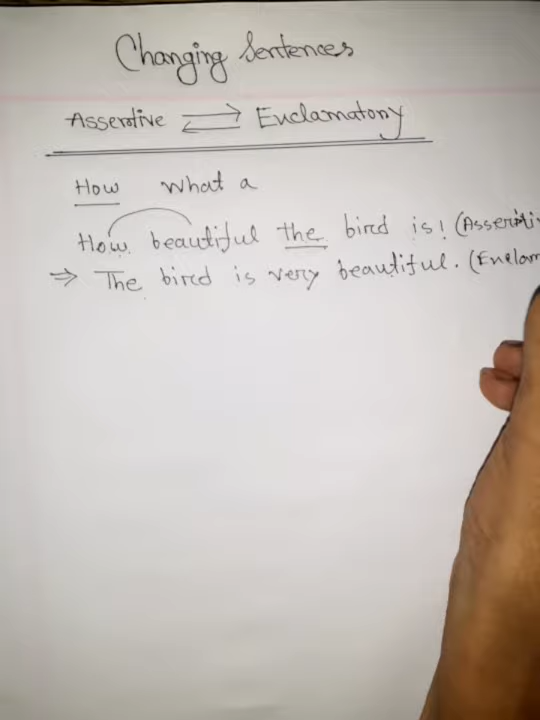 Changing Sentences
Assertive ⇌ Exclamatory
How What a
How beautiful the bird is! (Asserti
⇒ The bird is very beautiful. (Exclam